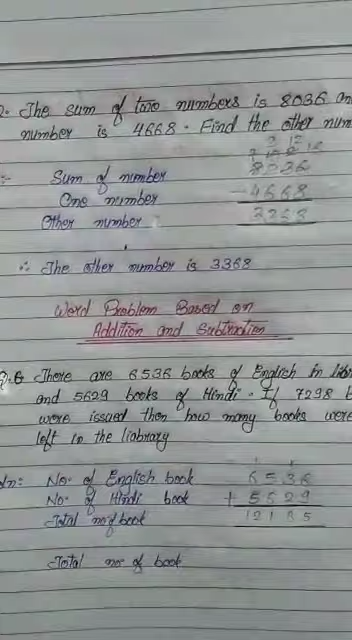 The sum of two numbers is 8036 an
number is 4668. Find the other num
Sum of number 8036
One number - 4668
Other number 3368
∴ The other number is 3368
Word Problem Based on
Addition and Subtraction
Q.6 There are 6536 books of English in libr
and 5629 books of Hindi. If 7298 b
were issued then how many books were
left in the liabrary
ln: No. of English book 6536
No. of Hindi book + 5629
Total no of book 12165
Total no of book